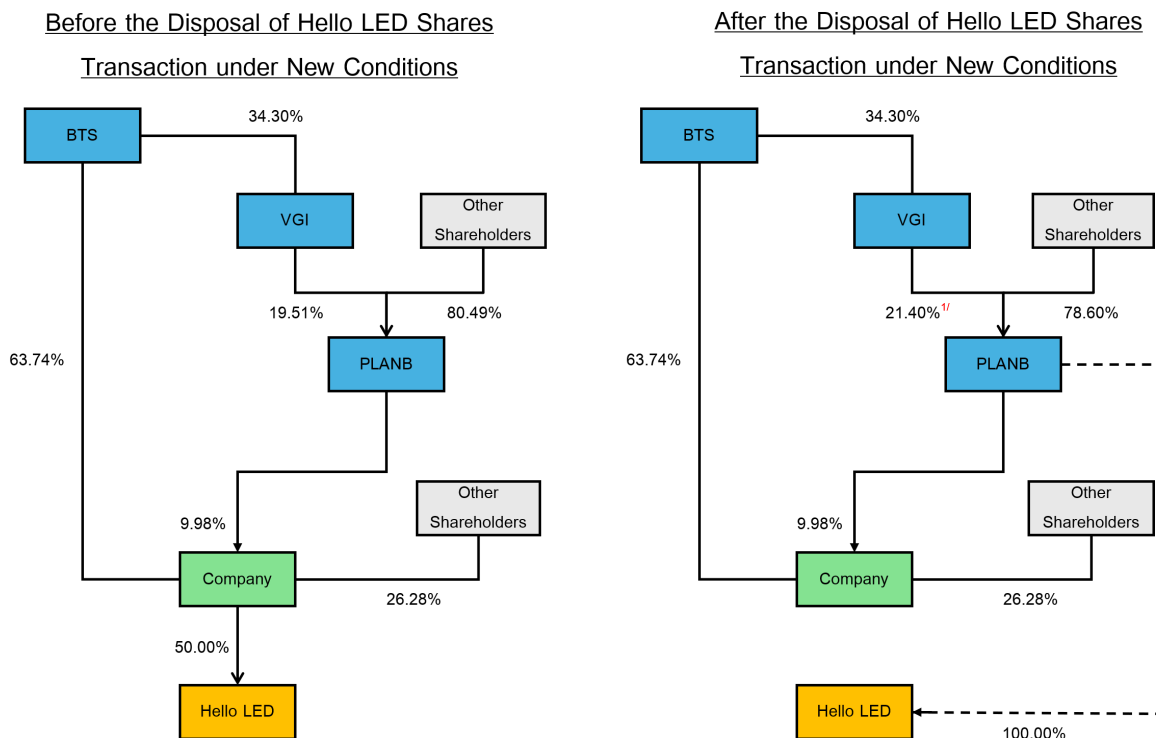 Before the Disposal of Hello LED Shares
Transaction under New Conditions
34.30%
BTS
VGI
Other
Shareholders
19.51%
80.49%
63.74%
PLANB
Other
Shareholders
9.98%
Company
26.28%
50.00%
Hello LED
After the Disposal of Hello LED Shares
Transaction under New Conditions
34.30%
BTS
VGI
Other
Shareholders
21.40% 1/
78.60%
63.74%
PLANB
Other
Shareholders
9.98%
Company
26.28%
Hello LED
100.00%